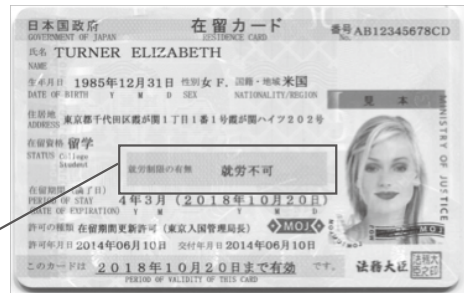 日本国政府 在留カード 番号 AB12345678CD
GOVERNMENT OF JAPAN RESIDENCE CARD No.
氏名 TURNER ELIZABETH
NAME
生年月日 1985年12月31日 性別 女 F. 国籍・地域 米国
DATE OF BIRTH Y M D SEX NATIONALITY/REGION
見本
住居地
ADDRESS 東京都千代田区霞が関1丁目1番1号霞が関ハイツ202号
在留資格 留学
STATUS College Student
就労制限の有無 就労不可
在留期間(満了日)
PERIOD OF STAY (DATE OF EXPIRATION) 4年3月(2018年10月20日)
Y M Y M D
MINISTRY OF JUSTICE
許可の種類 在留期間更新許可(東京入国管理局長) MOJ MOJ
許可年月日 2014年06月10日 交付年月日 2014年06月10日
このカードは 2018年10月20日まで有効 です。 法務大臣
PERIOD OF VALIDITY OF THIS CARD